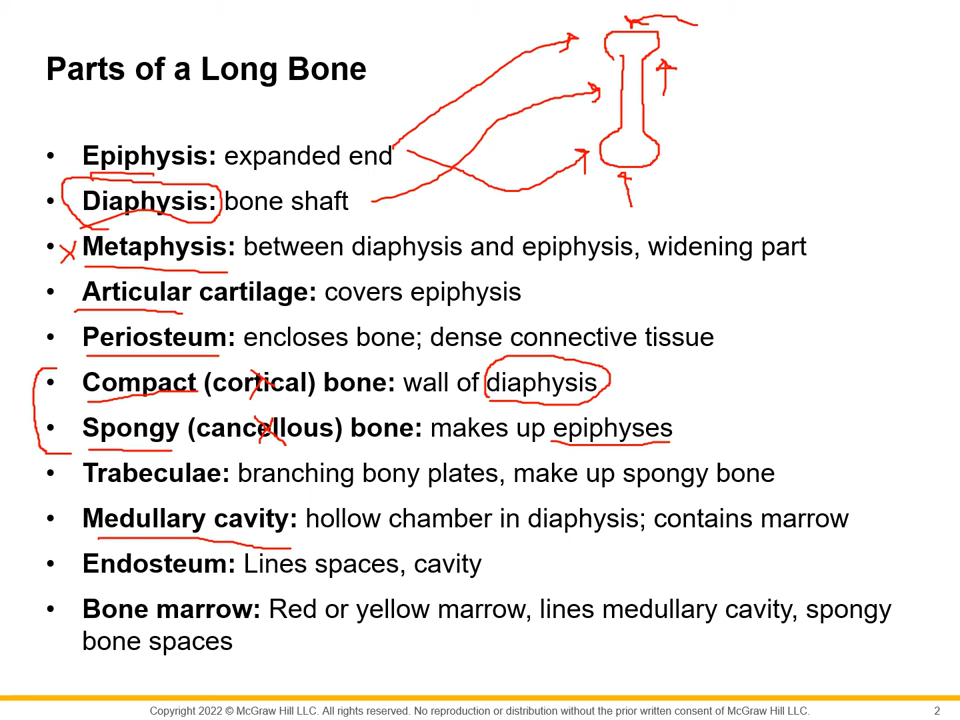 Parts of a Long Bone
• Epiphysis: expanded end
• Diaphysis: bone shaft
• Metaphysis: between diaphysis and epiphysis, widening part
• Articular cartilage: covers epiphysis
• Periosteum: encloses bone; dense connective tissue
• Compact (cortical) bone: wall of diaphysis
• Spongy (cancellous) bone: makes up epiphyses
• Trabeculae: branching bony plates, make up spongy bone
• Medullary cavity: hollow chamber in diaphysis; contains marrow
• Endosteum: Lines spaces, cavity
• Bone marrow: Red or yellow marrow, lines medullary cavity, spongy
bone spaces
Copyright 2022 © McGraw Hill LLC. All rights reserved. No reproduction or distribution without the prior written consent of McGraw Hill LLC.
2